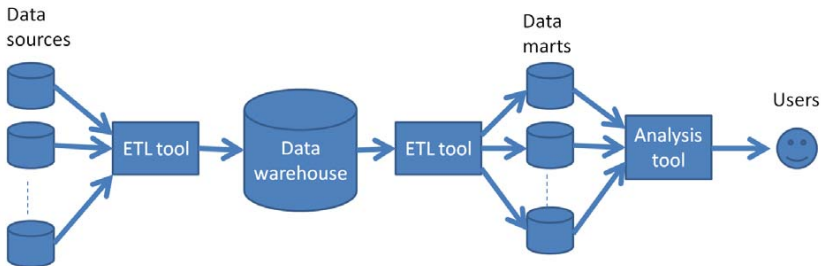 Data
sources
ETL tool
Data
warehouse
ETL tool
Data
marts
Analysis
tool
Users